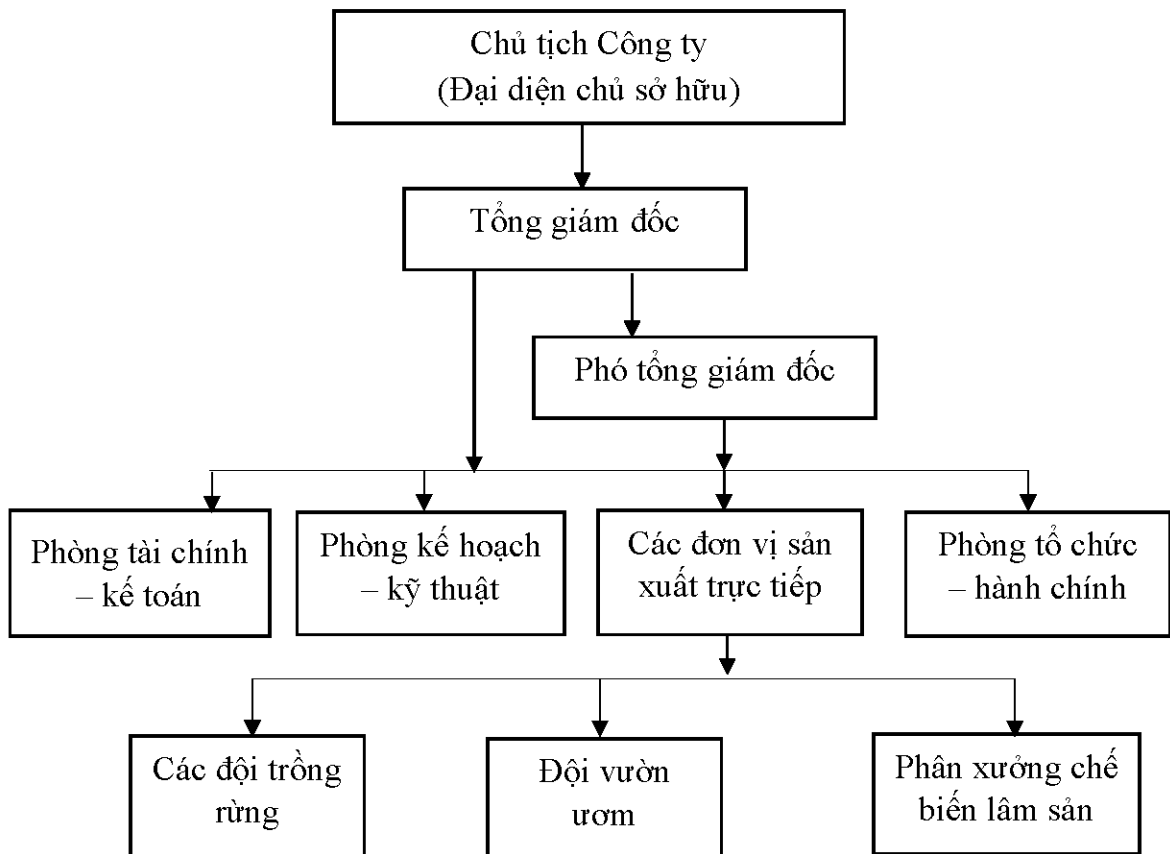 Chủ tịch Công ty
(Đại diện chủ sở hữu)
Tổng giám đốc
Phó tổng giám đốc
Phòng tài chính
– kế toán
Phòng kế hoạch
– kỹ thuật
Các đơn vị sản
xuất trực tiếp
Phòng tổ chức
– hành chính
Các đội trồng
rừng
Đội vườn
ươm
Phân xưởng chế
biến lâm sản